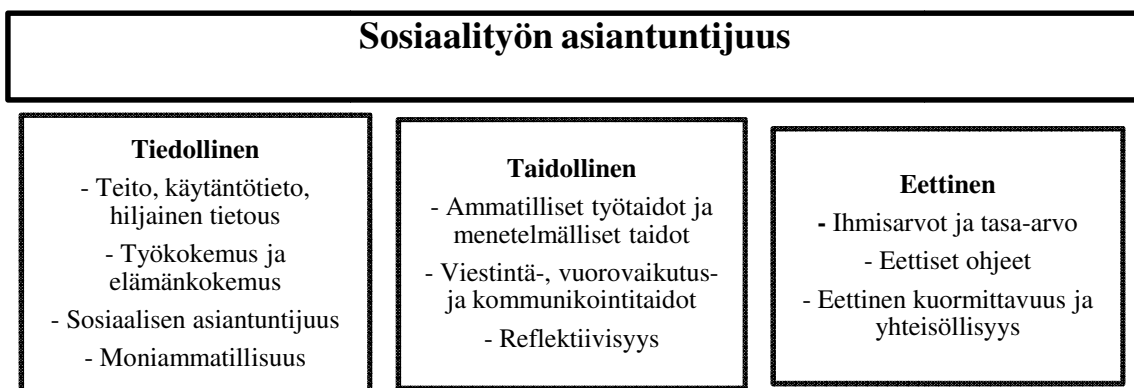 Sosiaalityön asiantuntijuus
Tiedollinen
- Teito, käytäntötieto,
hiljainen tietous
- Työkokemus ja
elämänkokemus
- Sosiaalisen asiantuntijuus
- Moniammatillisuus
Taidollinen
- Ammatilliset työtaidot ja
menetelmälliset taidot
- Viestintä-, vuorovaikutus-
ja kommunikointitaidot
- Reflektiivisyys
Eettinen
- Ihmisarvot ja tasa-arvo
- Eettiset ohjeet
- Eettinen kuormittavuus ja
yhteisöllisyys